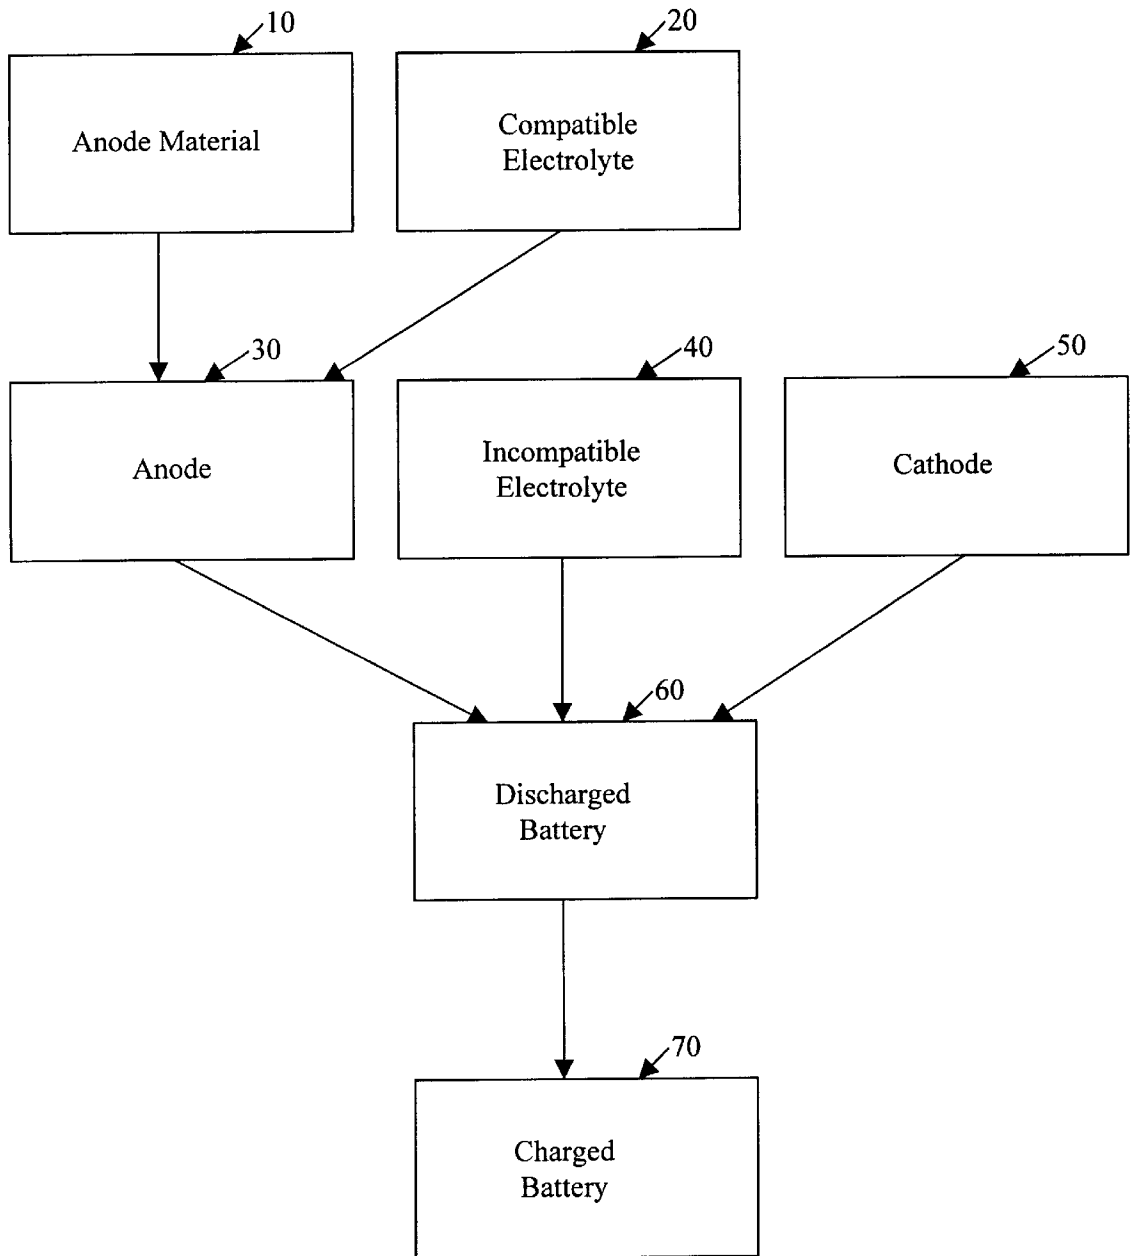 10
20
Anode Material
Compatible
Electrolyte
30
40
50
Anode
Incompatible
Electrolyte
Cathode
60
Discharged
Battery
70
Charged
Battery